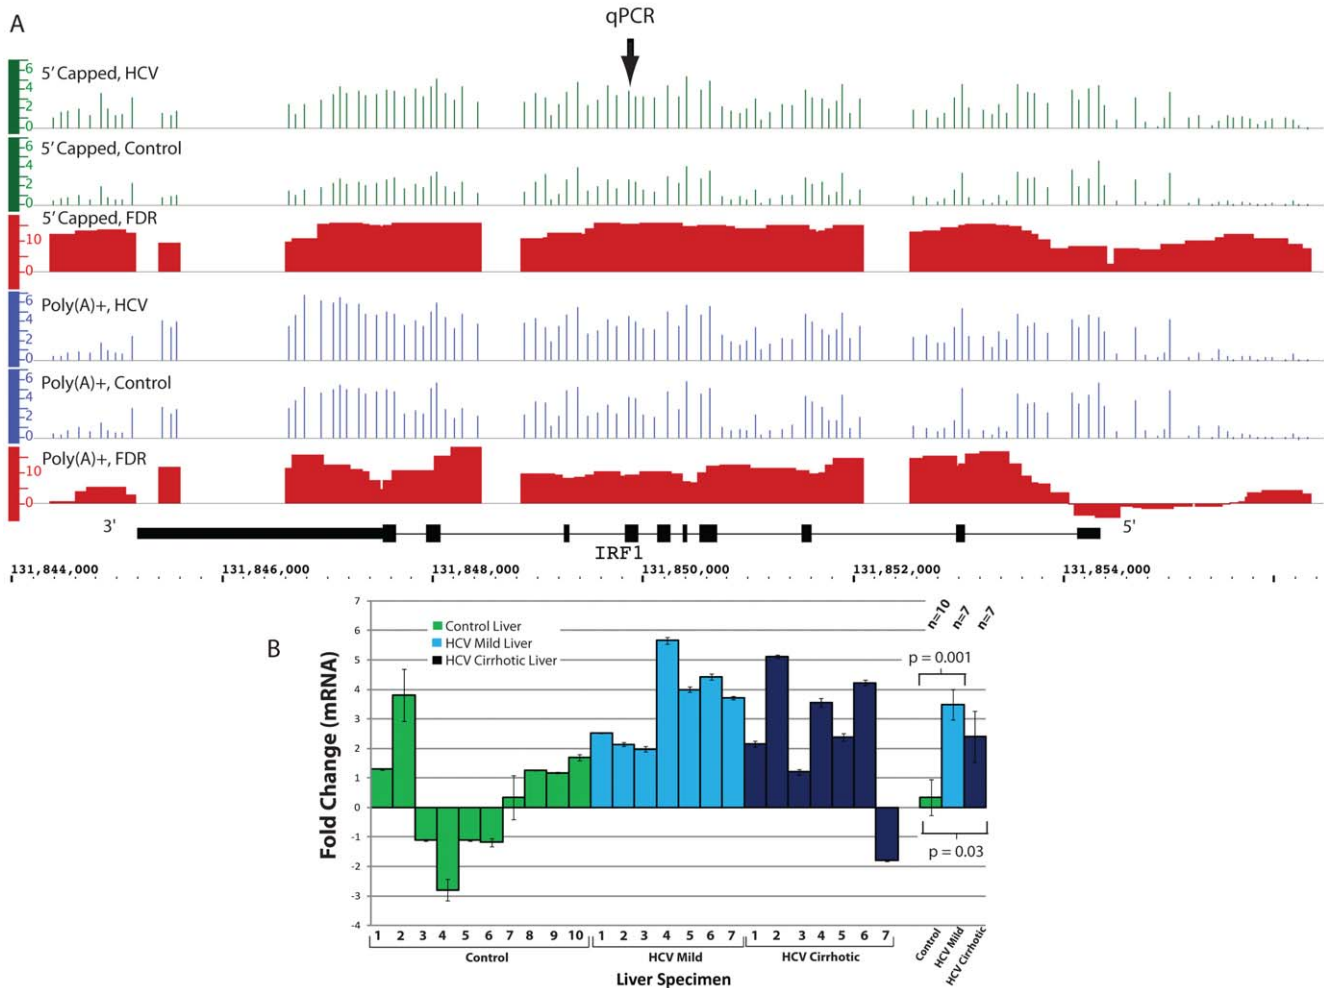 A
qPCR
5' Capped, HCV
6
4
2
0
5' Capped, Control
6
4
2
0
5' Capped, FDR
10
0
Poly(A)+, HCV
6
4
2
0
Poly(A)+, Control
6
4
2
0
Poly(A)+, FDR
10
0
3'
5'
IRF1
131,844,000 131,846,000 131,848,000 131,850,000 131,852,000 131,854,000
B
Fold Change (mRNA)
7
6
5
4
3
2
1
0
-1
-2
-3
-4
Control Liver
HCV Mild Liver
HCV Cirrhotic Liver
n=10 n=7 n=7
p = 0.001
p = 0.03
1 2 3 4 5 6 7 8 9 10 1 2 3 4 5 6 7 1 2 3 4 5 6 7
Control HCV Mild HCV Cirrhotic
Control
HCV Mild
HCV Cirrhotic
Liver Specimen